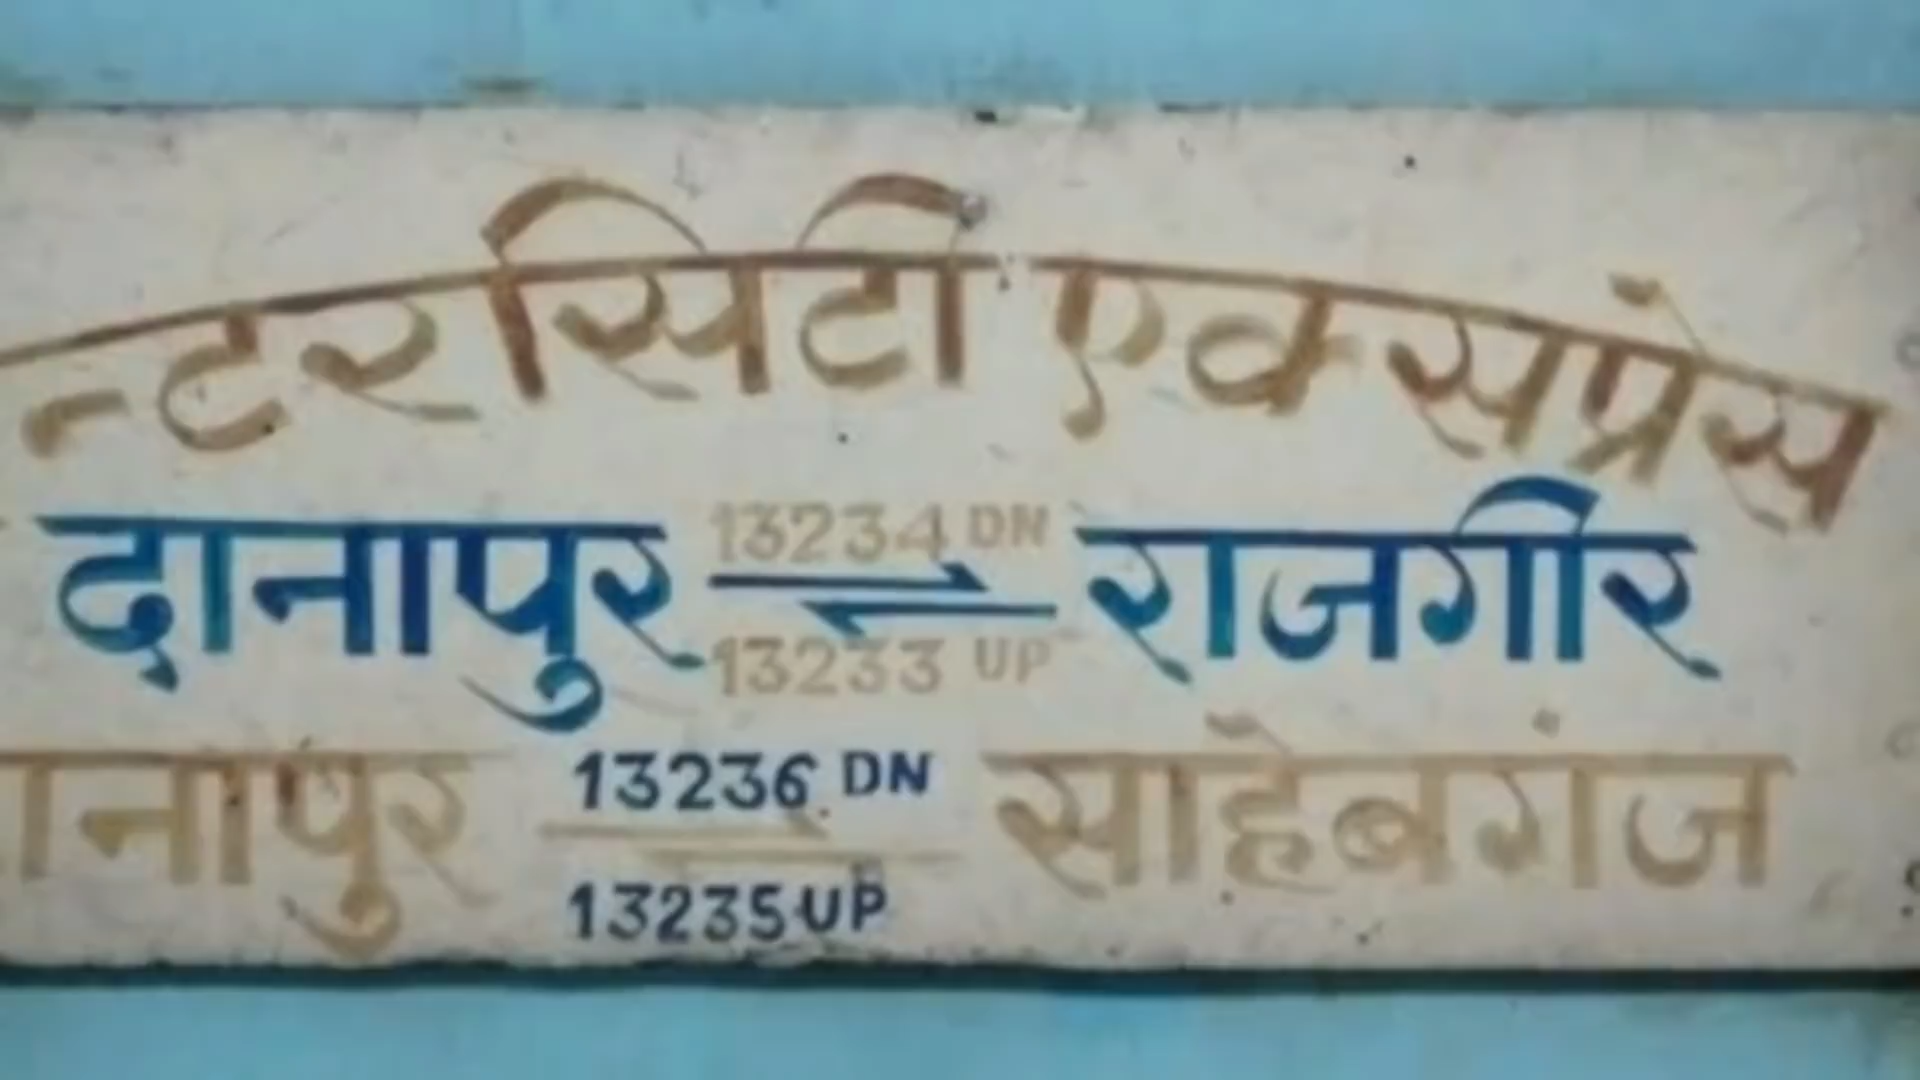 न्टरसिटी एक्सप्रेस
दानापुर 13234 DN राजगीर
13233 UP
ानापुर 13236 DN साहेबगंज
13235 UP